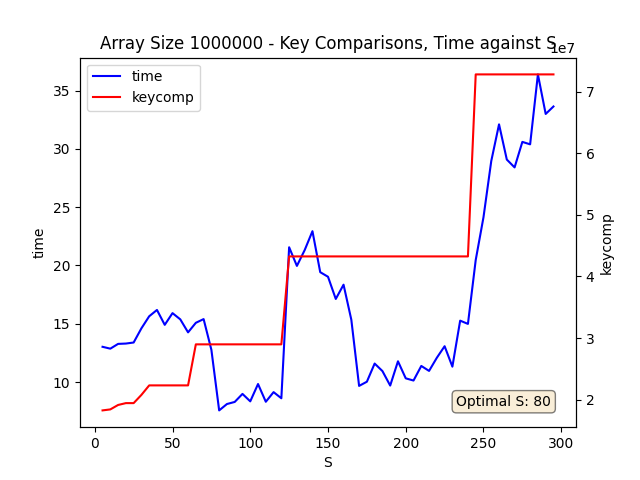 Array Size 1000000 - Key Comparisons, Time against S
1e7
time
keycomp
35
30
25
20
15
10
time
7
6
5
4
3
2
keycomp
Optimal S: 80
0 50 100 150 200 250 300
S